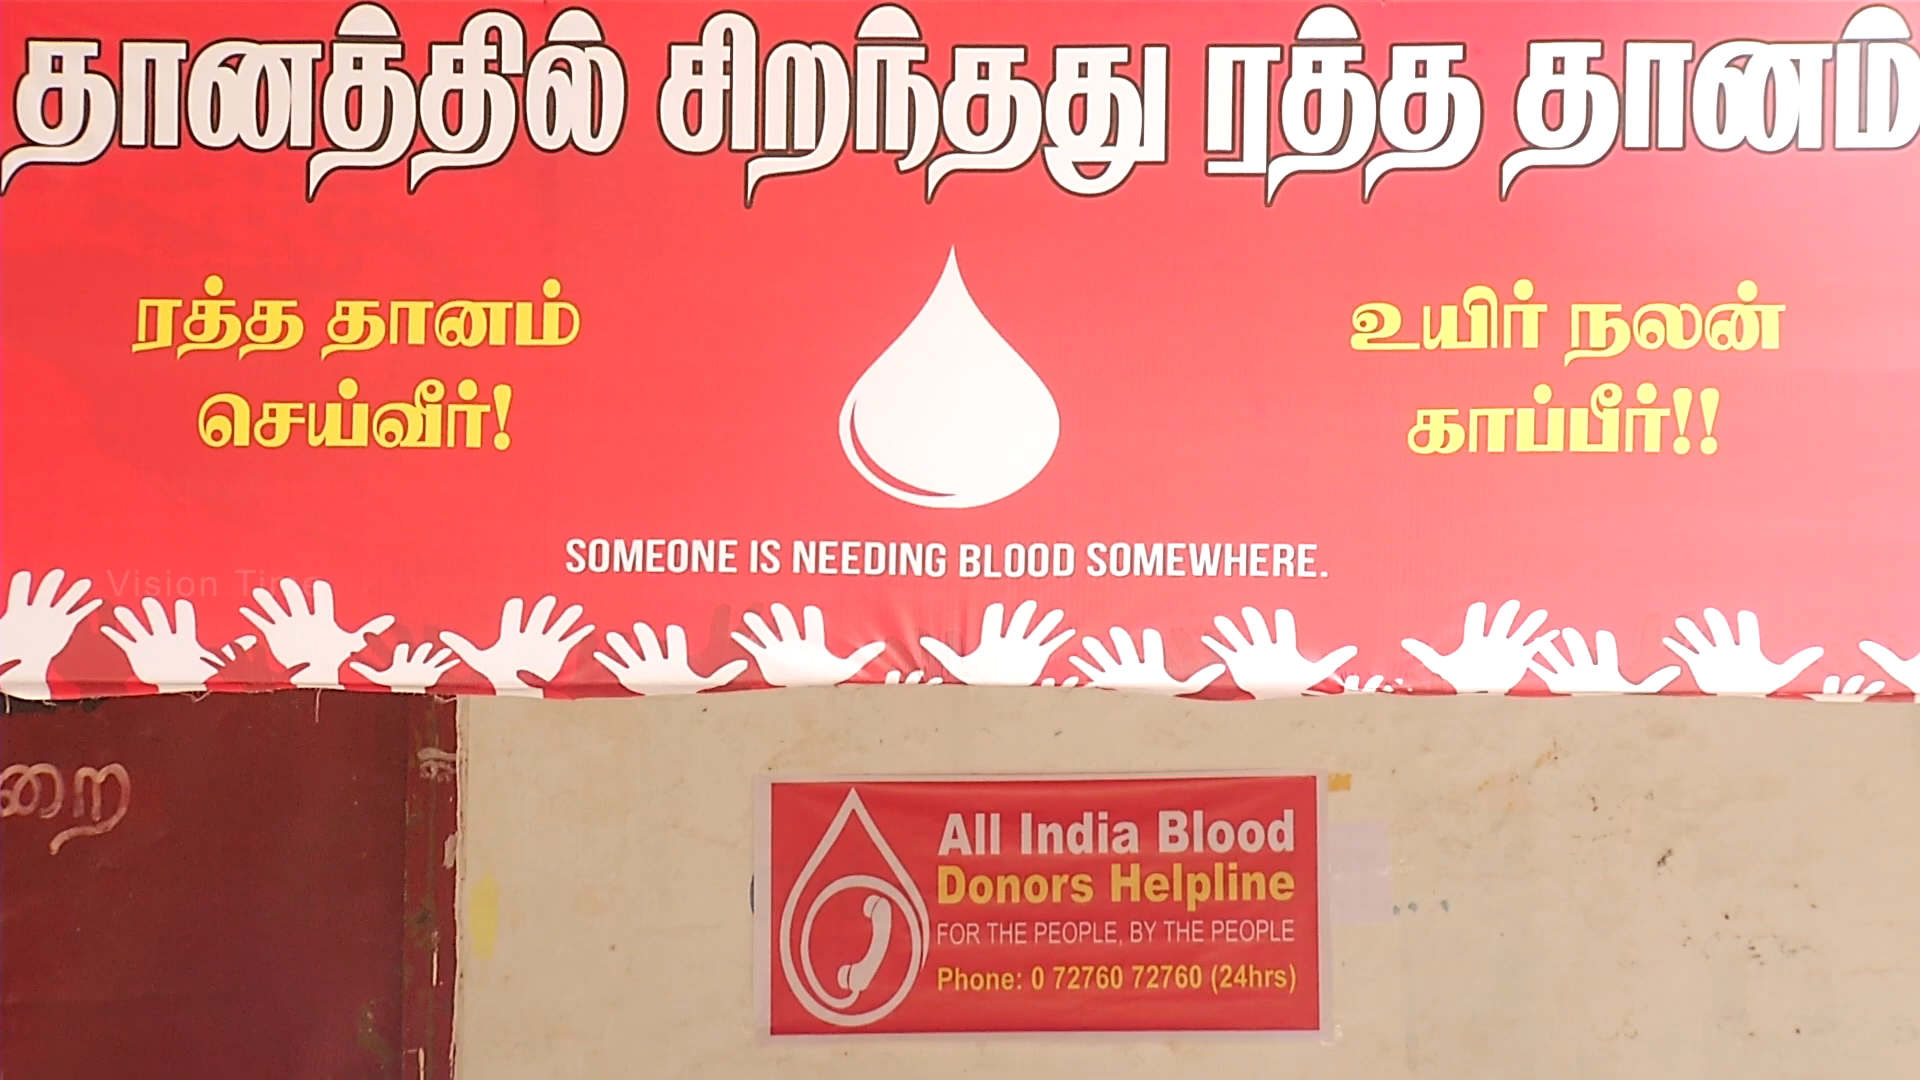 தானத்தில் சிறந்தது ரத்த தானம்
ரத்த தானம்
செய்வீர்!
உயிர் நலன்
காப்பீர்!!
SOMEONE IS NEEDING BLOOD SOMEWHERE.
Vision Time
றை
All India Blood
Donors Helpline
FOR THE PEOPLE, BY THE PEOPLE
Phone: 0 72760 72760 (24hrs)